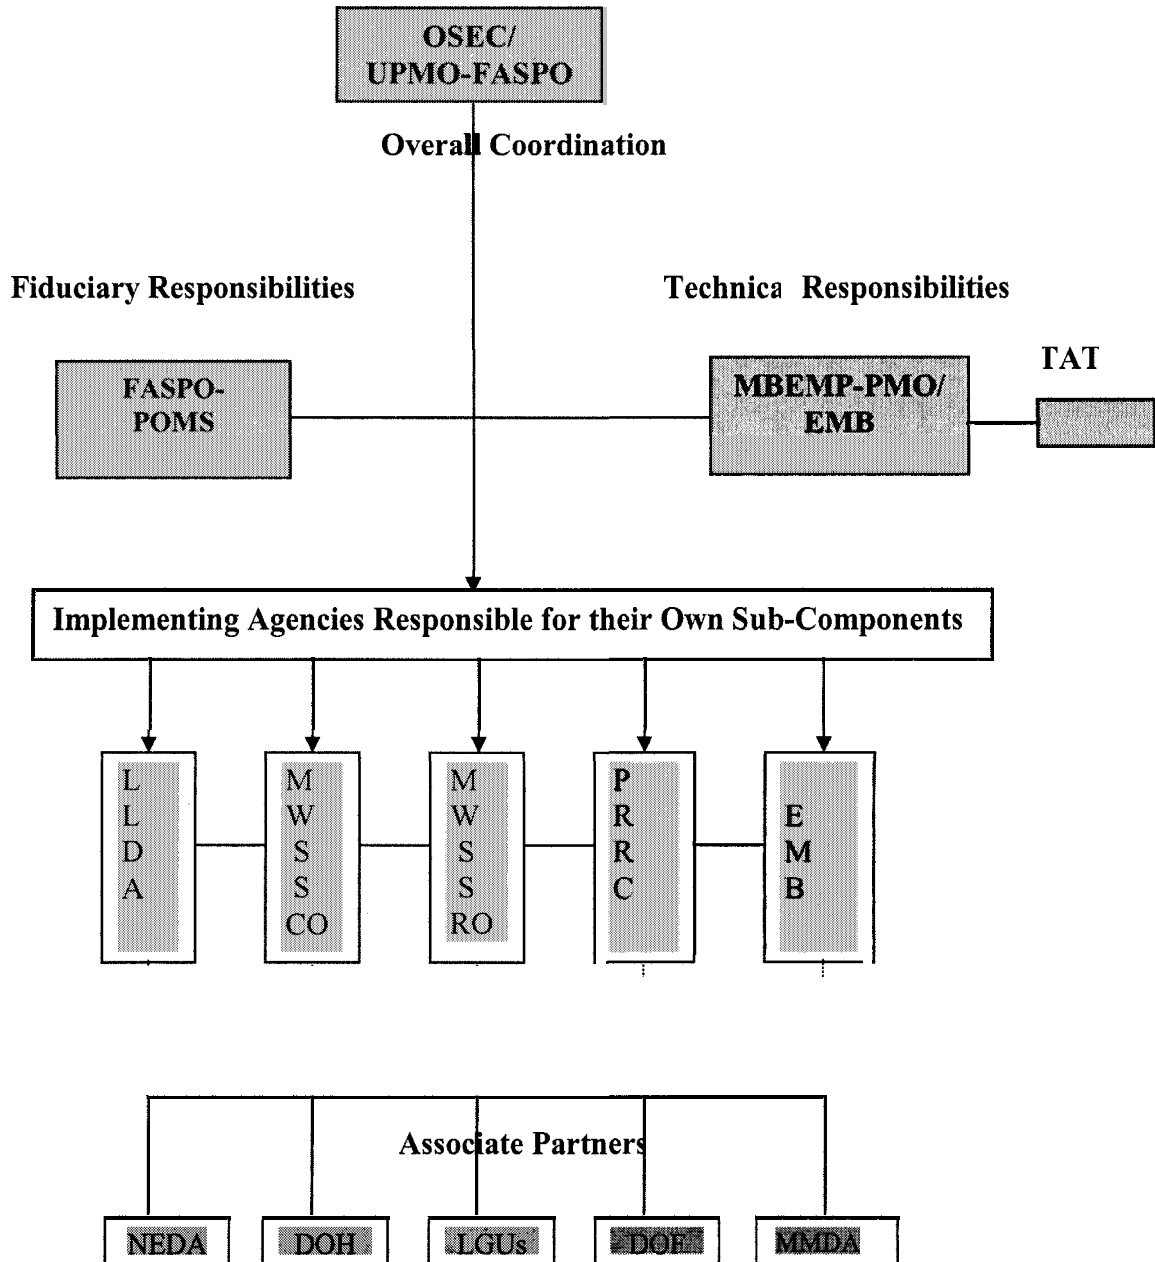 OSEC/
UPMO-FASPO
Overall Coordination
Fiduciary Responsibilities
Technica Responsibilities
FASPO-
POMS
MBEMP-PMO/
EMB
TAT
Implementing Agencies Responsible for their Own Sub-Components
L
L
D
A
M
W
S
S
CO
M
W
S
S
RO
P
R
R
C
E
M
B
Associate Partners
NEDA
DOH
LGUs
DOF
MMDA